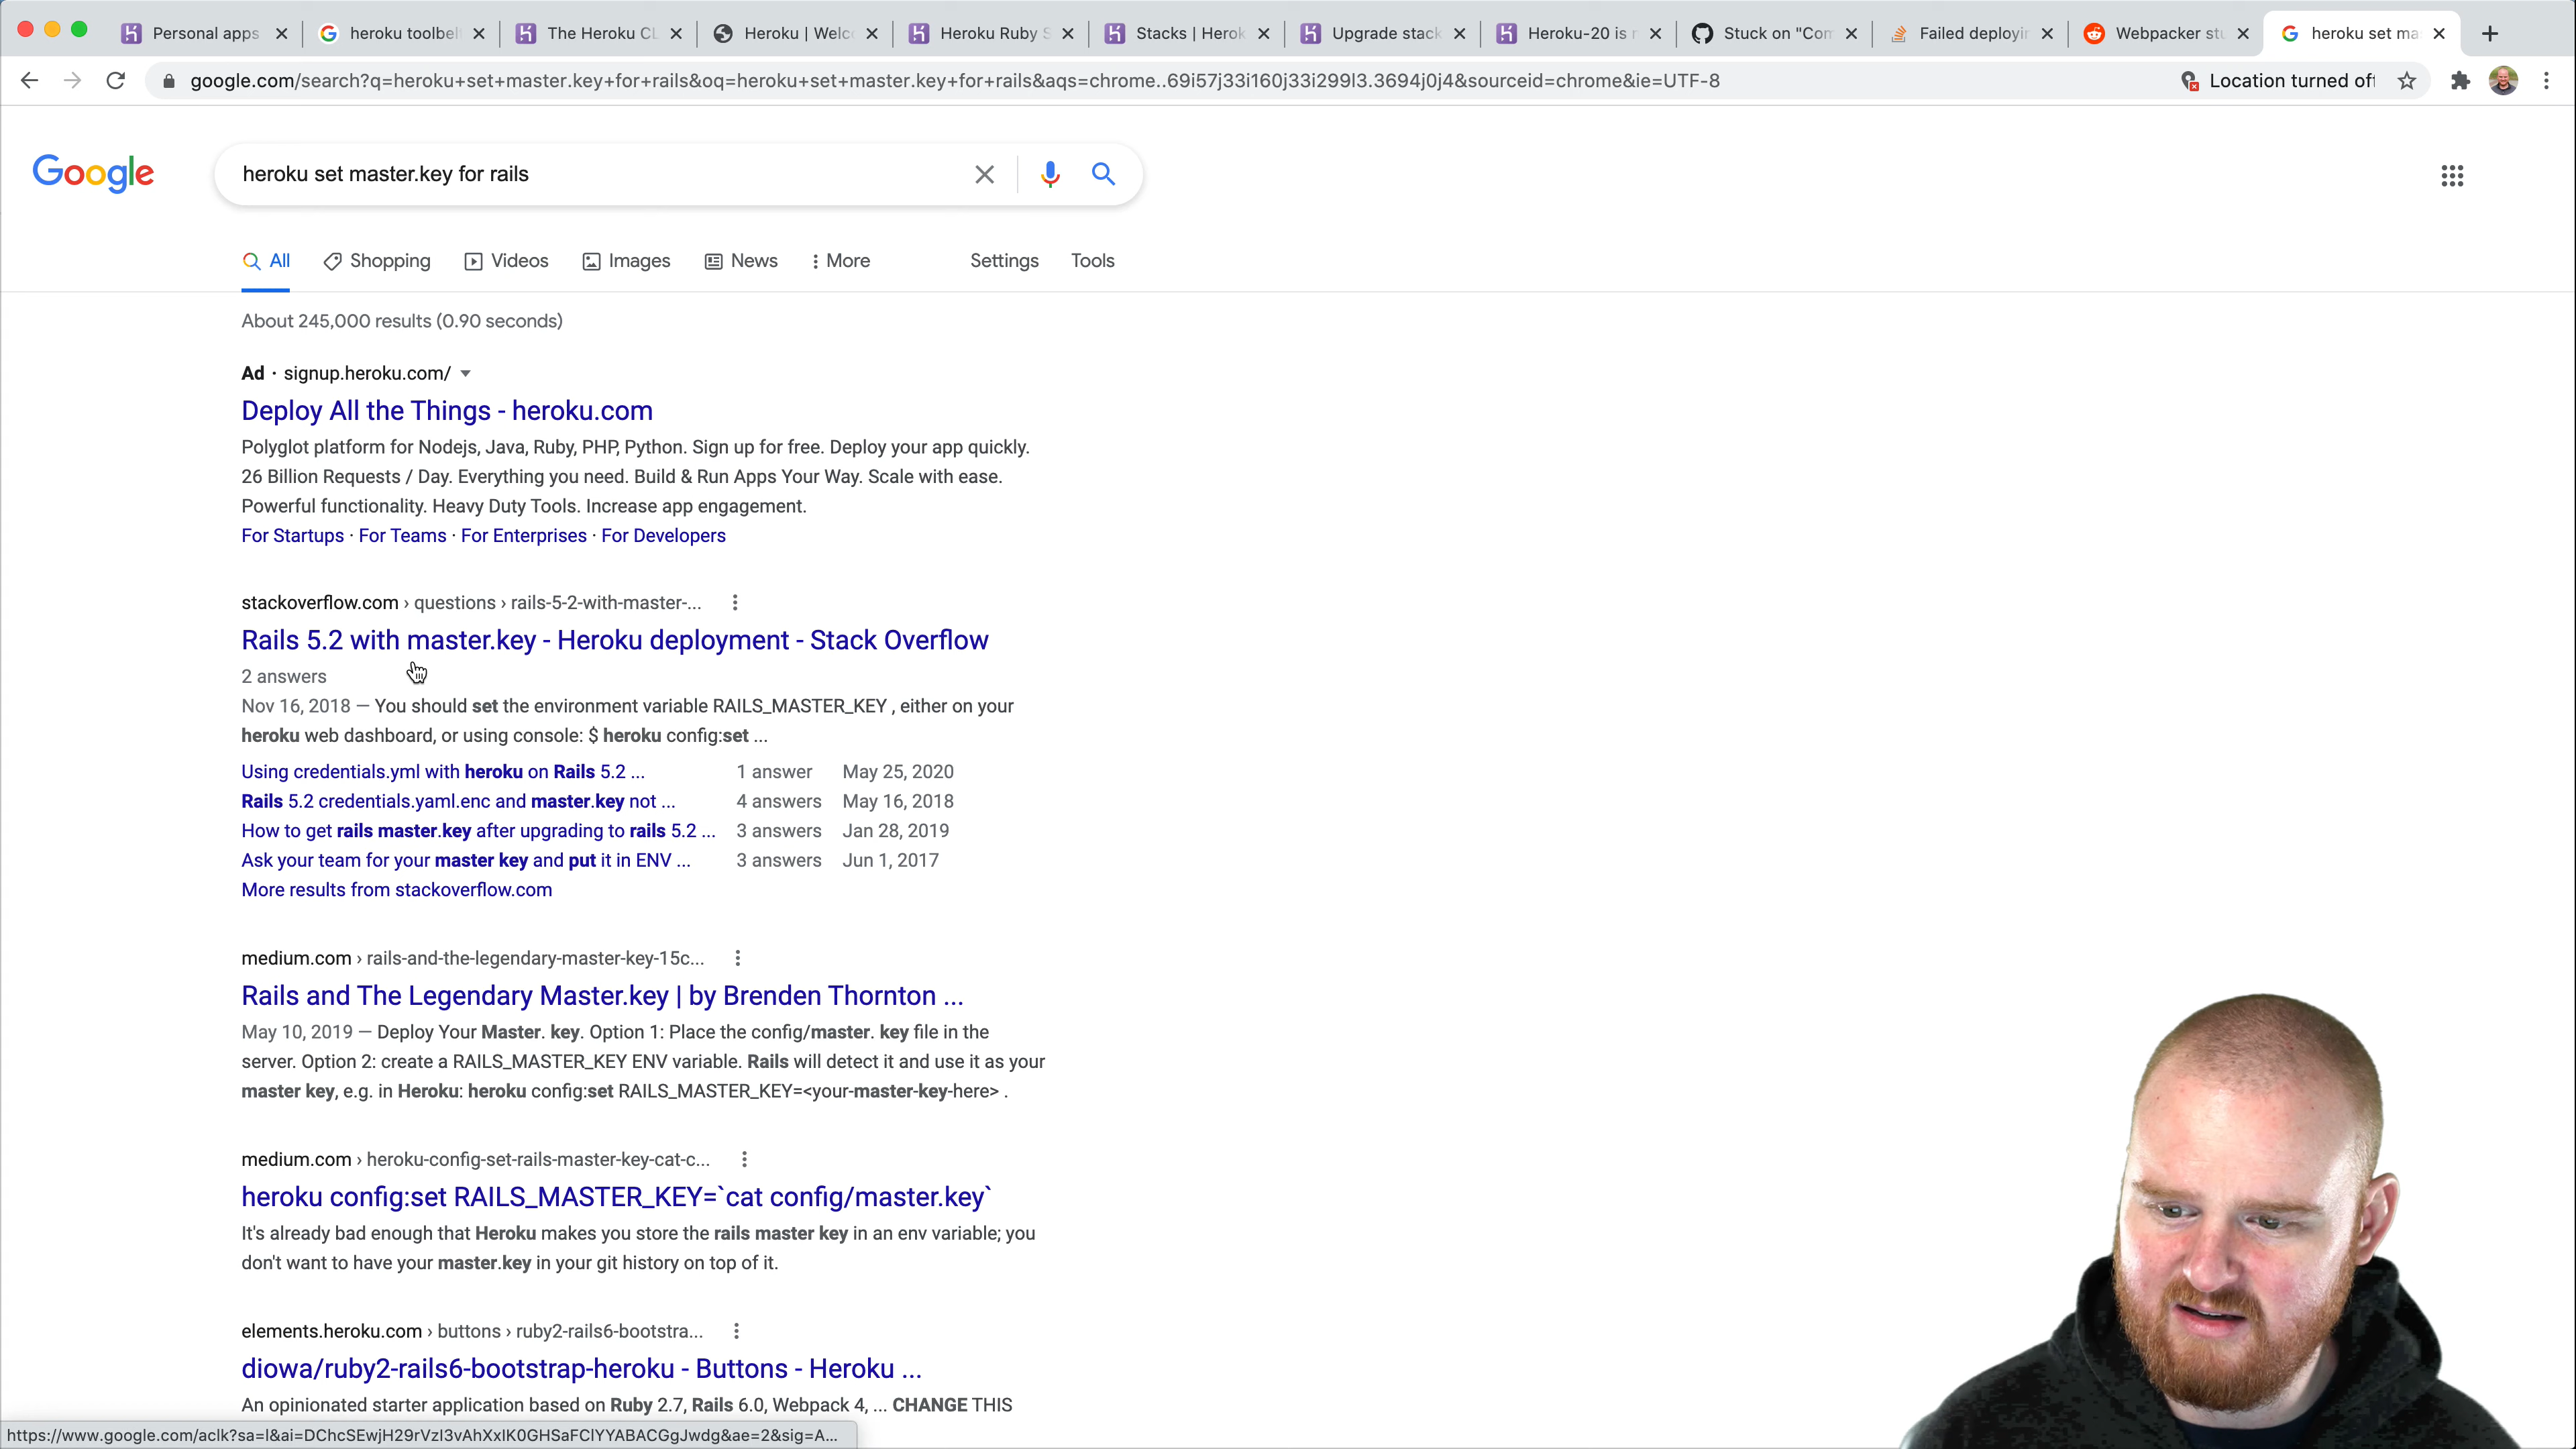 Personal apps
heroku toolbel
The Heroku CL
Heroku | Welco
Heroku Ruby S
Stacks | Herok
Upgrade stack
Heroku-20 is
Stuck on "Com
Failed deployin
Webpacker stu
heroku set ma
google.com/search?q=heroku+set+master.key+for+rails&oq=heroku+set+master.key+for+rails&aqs=chrome..69i57j33i160j33i299l3.3694j0j4&sourceid=chrome&ie=UTF-8
Location turned off
Google
heroku set master.key for rails
All
Shopping
Videos
Images
News
More
Settings
Tools
About 245,000 results (0.90 seconds)
Ad · signup.heroku.com/
Deploy All the Things - heroku.com
Polyglot platform for Nodejs, Java, Ruby, PHP, Python. Sign up for free. Deploy your app quickly.
26 Billion Requests / Day. Everything you need. Build & Run Apps Your Way. Scale with ease.
Powerful functionality. Heavy Duty Tools. Increase app engagement.
For Startups · For Teams · For Enterprises · For Developers
stackoverflow.com › questions › rails-5-2-with-master-...
Rails 5.2 with master.key - Heroku deployment - Stack Overflow
2 answers
Nov 16, 2018 — You should set the environment variable RAILS_MASTER_KEY , either on your
heroku web dashboard, or using console: $ heroku config:set ...
Using credentials.yml with heroku on Rails 5.2 ... 1 answer May 25, 2020
Rails 5.2 credentials.yaml.enc and master.key not ... 4 answers May 16, 2018
How to get rails master.key after upgrading to rails 5.2 ... 3 answers Jan 28, 2019
Ask your team for your master key and put it in ENV ... 3 answers Jun 1, 2017
More results from stackoverflow.com
medium.com › rails-and-the-legendary-master-key-15c...
Rails and The Legendary Master.key | by Brenden Thornton ...
May 10, 2019 — Deploy Your Master. key. Option 1: Place the config/master. key file in the
server. Option 2: create a RAILS_MASTER_KEY ENV variable. Rails will detect it and use it as your
master key, e.g. in Heroku: heroku config:set RAILS_MASTER_KEY=<your-master-key-here> .
medium.com › heroku-config-set-rails-master-key-cat-c...
heroku config:set RAILS_MASTER_KEY=`cat config/master.key`
It's already bad enough that Heroku makes you store the rails master key in an env variable; you
don't want to have your master.key in your git history on top of it.
elements.heroku.com › buttons › ruby2-rails6-bootstra...
diowa/ruby2-rails6-bootstrap-heroku - Buttons - Heroku ...
An opinionated starter application based on Ruby 2.7, Rails 6.0, Webpack 4, ... CHANGE THIS
https://www.google.com/aclk?sa=l&ai=DChcSEwjH29rVzI3vAhXxIK0GHSaFClYYABACGgJwdg&ae=2&sig=A...